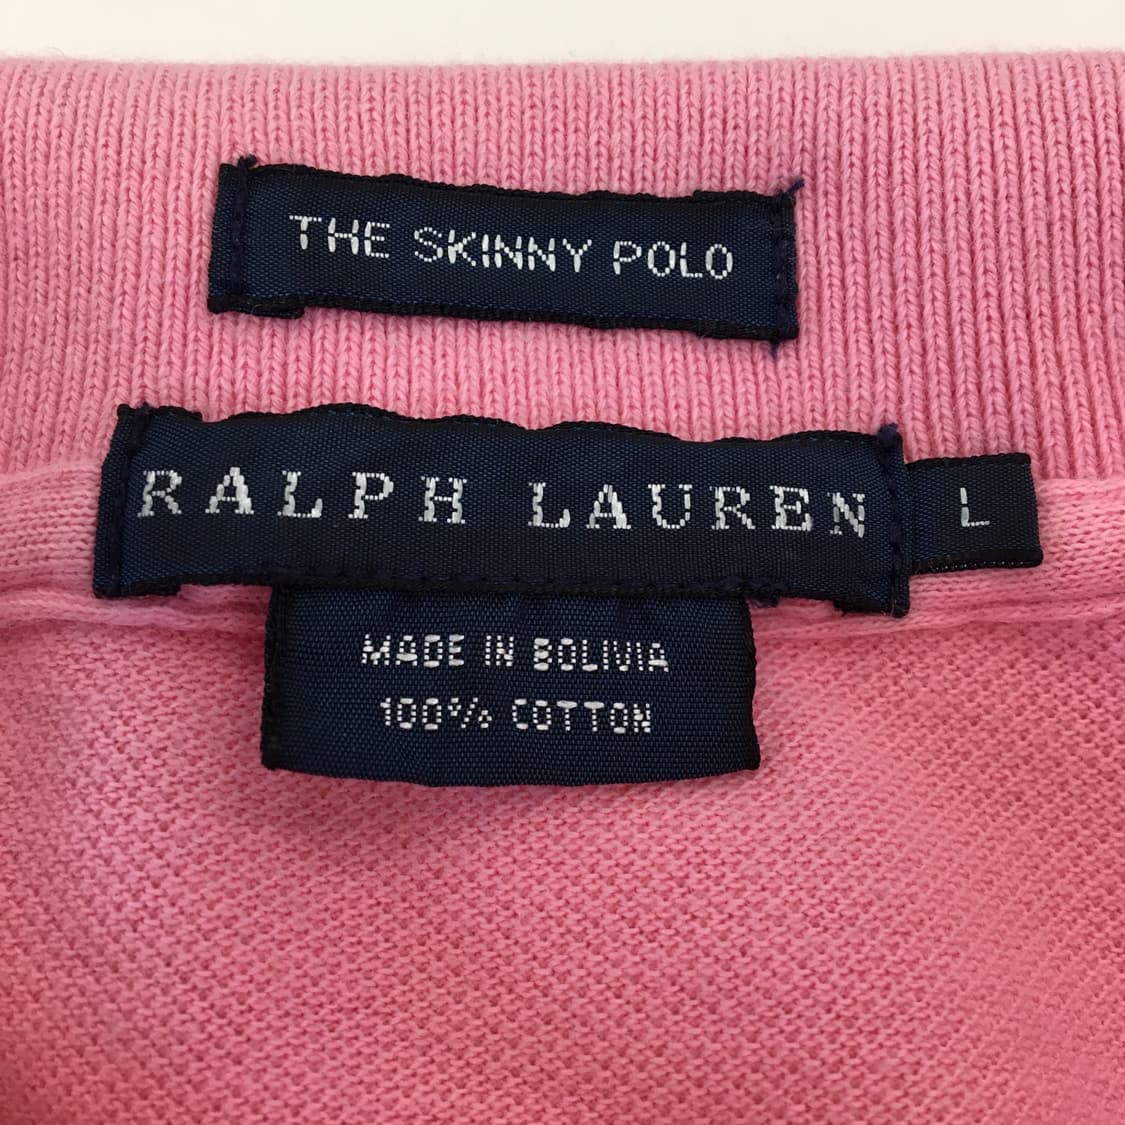 THE SKINNY POLO
RALPH LAUREN
L
MADE IN BOLIVIA
100% COTTON